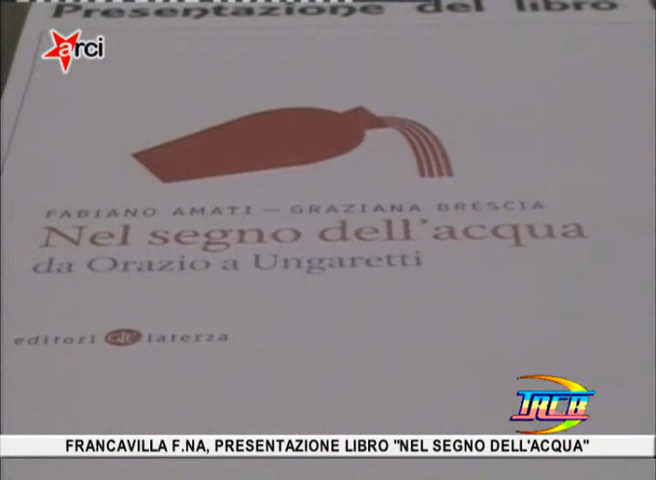 Presentazione del libro
arci
FABIANO AMATI — GRAZIANA BRESCIA
Nel segno dell'acqua
da Orazio a Ungaretti
editori laterza
TRCB
FRANCAVILLA F.NA, PRESENTAZIONE LIBRO "NEL SEGNO DELL'ACQUA"